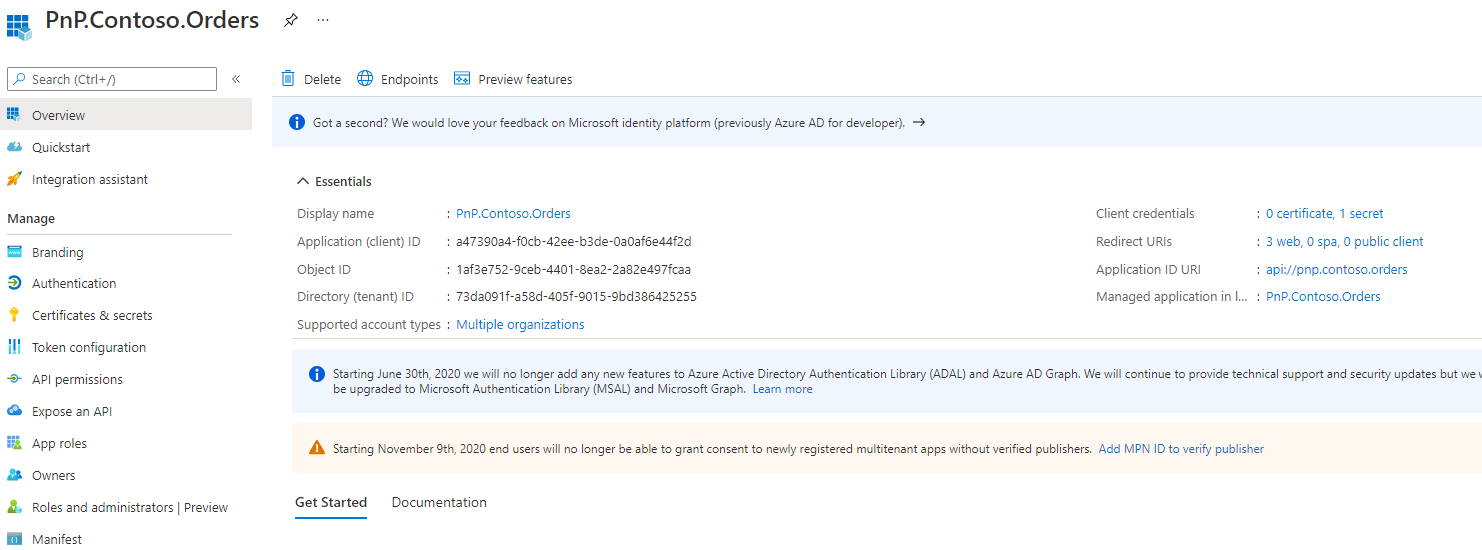 PnP.Contoso.Orders
Search (Ctrl+/)
«
Overview
Quickstart
Integration assistant
Manage
Branding
Authentication
Certificates & secrets
Token configuration
API permissions
Expose an API
App roles
Owners
Roles and administrators | Preview
Manifest
Delete Endpoints Preview features
Got a second? We would love your feedback on Microsoft identity platform (previously Azure AD for developer). →
Essentials
Display name : PnP.Contoso.Orders
Application (client) ID : a47390a4-f0cb-42ee-b3de-0a0af6e44f2d
Object ID : 1af3e752-9ceb-4401-8ea2-2a82e497fcaa
Directory (tenant) ID : 73da091f-a58d-405f-9015-9bd386425255
Supported account types : Multiple organizations
Client credentials : 0 certificate, 1 secret
Redirect URIs : 3 web, 0 spa, 0 public client
Application ID URI : api://pnp.contoso.orders
Managed application in l... : PnP.Contoso.Orders
Starting June 30th, 2020 we will no longer add any new features to Azure Active Directory Authentication Library (ADAL) and Azure AD Graph. We will continue to provide technical support and security updates but we
be upgraded to Microsoft Authentication Library (MSAL) and Microsoft Graph. Learn more
Starting November 9th, 2020 end users will no longer be able to grant consent to newly registered multitenant apps without verified publishers. Add MPN ID to verify publisher
Get Started Documentation